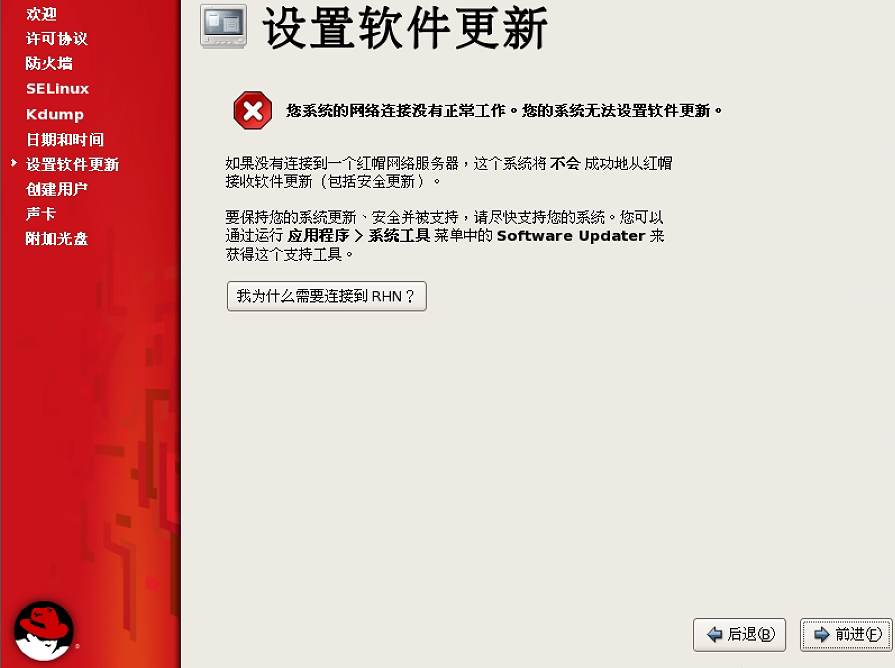 欢迎
许可协议
防火墙
SELinux
Kdump
日期和时间
设置软件更新
创建用户
声卡
附加光盘
设置软件更新
您系统的网络连接没有正常工作。您的系统无法设置软件更新。
如果没有连接到一个红帽网络服务器，这个系统将 不会 成功地从红帽
接收软件更新（包括安全更新）。
要保持您的系统更新、安全并被支持，请尽快支持您的系统。您可以
通过运行 应用程序 > 系统工具 菜单中的 Software Updater 来
获得这个支持工具。
我为什么需要连接到 RHN？
后退(B)
前进(F)